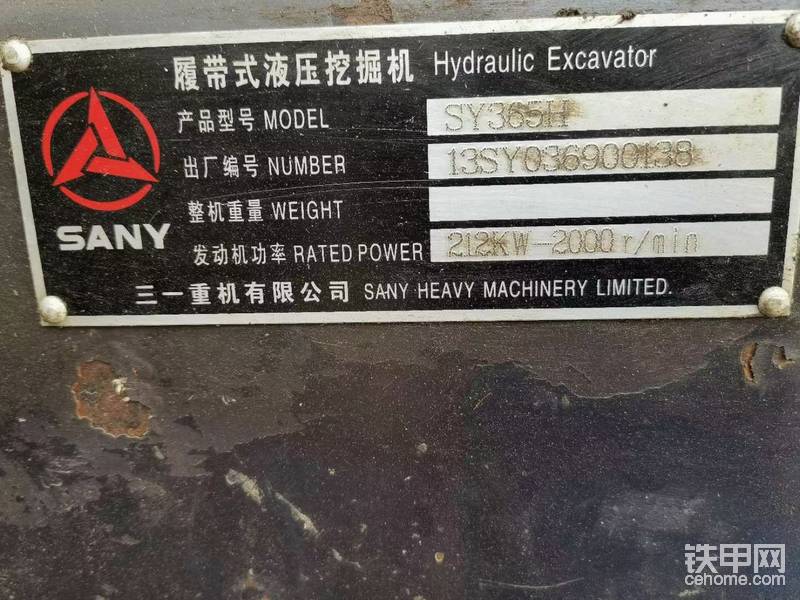 履带式液压挖掘机 Hydraulic Excavator
产品型号 MODEL SY365H
出厂编号 NUMBER 13SY036900138
整机重量 WEIGHT
发动机功率 RATED POWER 212KW-2000r/min
SANY
三一重机有限公司 SANY HEAVY MACHINERY LIMITED.
铁甲网
cehome.com